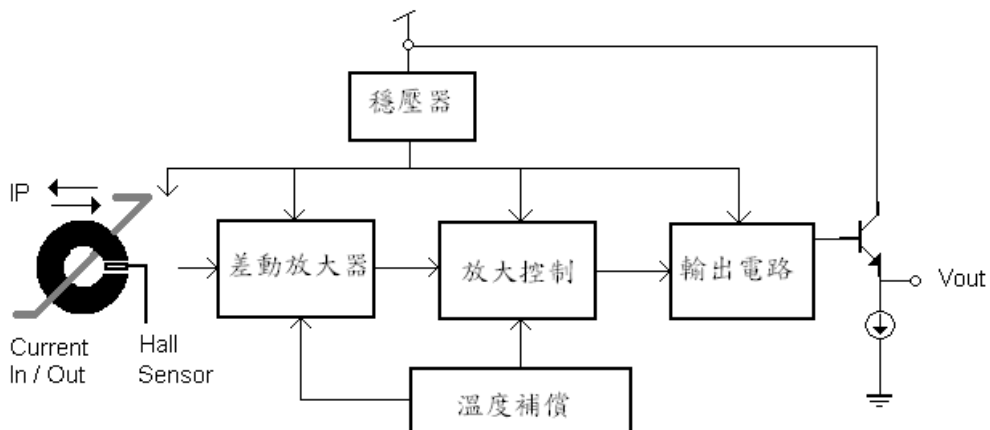 穩壓器
IP
差動放大器
放大控制
輸出電路
Vout
Current
In / Out
Hall
Sensor
溫度補償